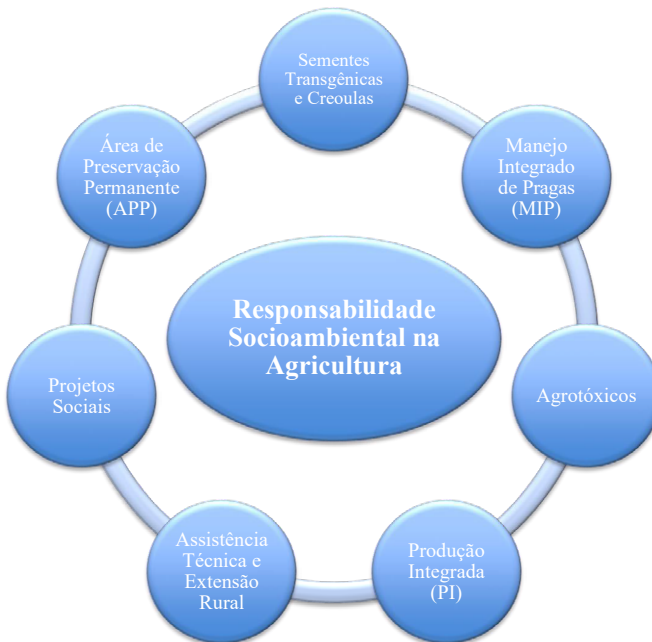 Sementes
Transgênicas
e Creoulas
Manejo
Integrado
de Pragas
(MIP)
Agrotóxicos
Produção
Integrada
(PI)
Assistência
Técnica e
Extensão
Rural
Projetos
Sociais
Área de
Preservação
Permanente
(APP)
Responsabilidade
Socioambiental na
Agricultura